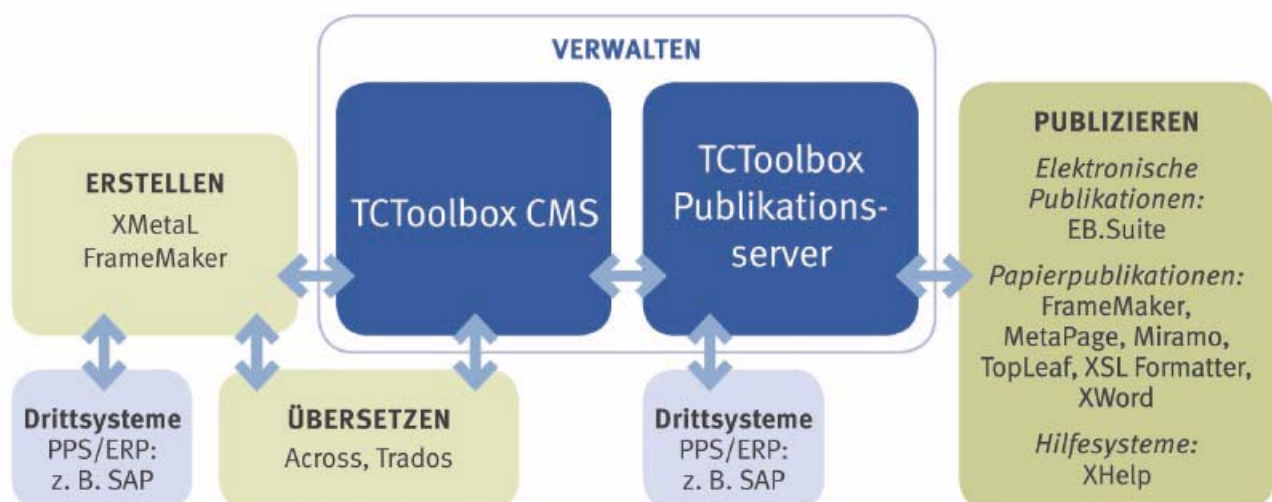 VERWALTEN
ERSTELLEN
XMetaL
FrameMaker
TCToolbox CMS
TCToolbox
Publikations-
server
PUBLIZIEREN
Elektronische
Publikationen:
EB.Suite
Papierpublikationen:
FrameMaker,
MetaPage, Miramo,
TopLeaf, XSL Formatter,
XWord
Hilfesysteme:
XHelp
Drittsysteme
PPS/ERP:
z. B. SAP
ÜBERSETZEN
Across, Trados
Drittsysteme
PPS/ERP:
z. B. SAP